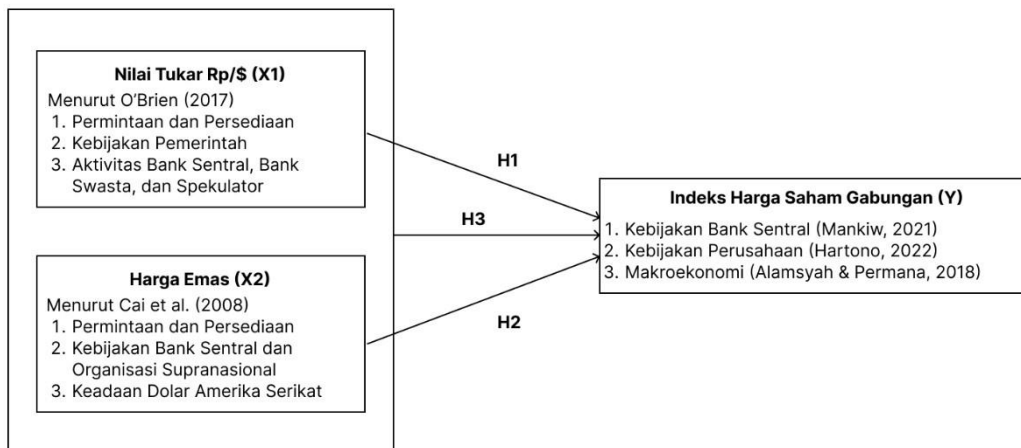 Nilai Tukar Rp/$ (X1)
Menurut O'Brien (2017)
1. Permintaan dan Persediaan
2. Kebijakan Pemerintah
3. Aktivitas Bank Sentral, Bank
Swasta, dan Spekulator
H1
H3
Indeks Harga Saham Gabungan (Y)
1. Kebijakan Bank Sentral (Mankiw, 2021)
2. Kebijakan Perusahaan (Hartono, 2022)
3. Makroekonomi (Alamsyah & Permana, 2018)
Harga Emas (X2)
Menurut Cai et al. (2008)
1. Permintaan dan Persediaan
2. Kebijakan Bank Sentral dan
Organisasi Supranasional
3. Keadaan Dolar Amerika Serikat
H2